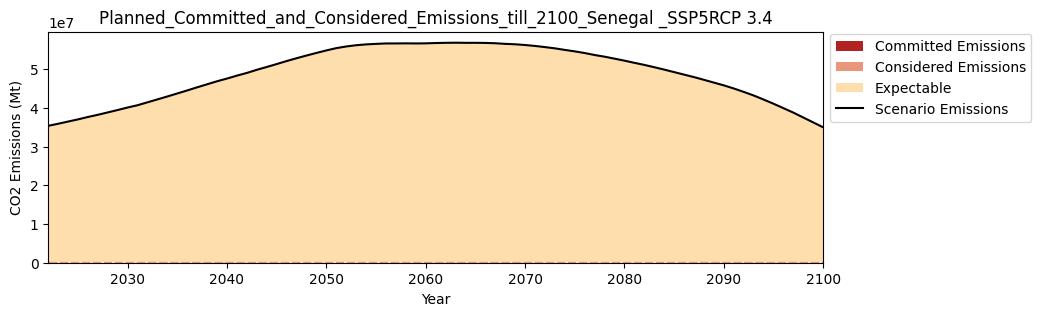 Planned_Committed_and_Considered_Emissions_till_2100_Senegal _SSP5RCP 3.4
1e7
5
4
3
2
1
0
CO2 Emissions (Mt)
2030 2040 2050 2060 2070 2080 2090 2100
Year
Committed Emissions
Considered Emissions
Expectable
Scenario Emissions